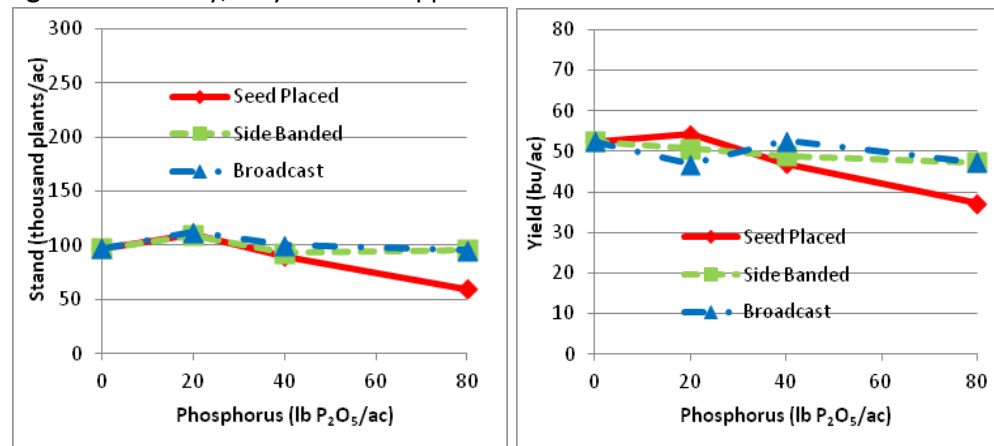 300
250
200
150
100
50
0
Stand (thousand plants/ac)
Seed Placed
Side Banded
Broadcast
0 20 40 60 80
Phosphorus (lb P₂O₅/ac)
80
70
60
50
40
30
20
10
0
Yield (bu/ac)
Seed Placed
Side Banded
Broadcast
0 20 40 60 80
Phosphorus (lb P₂O₅/ac)